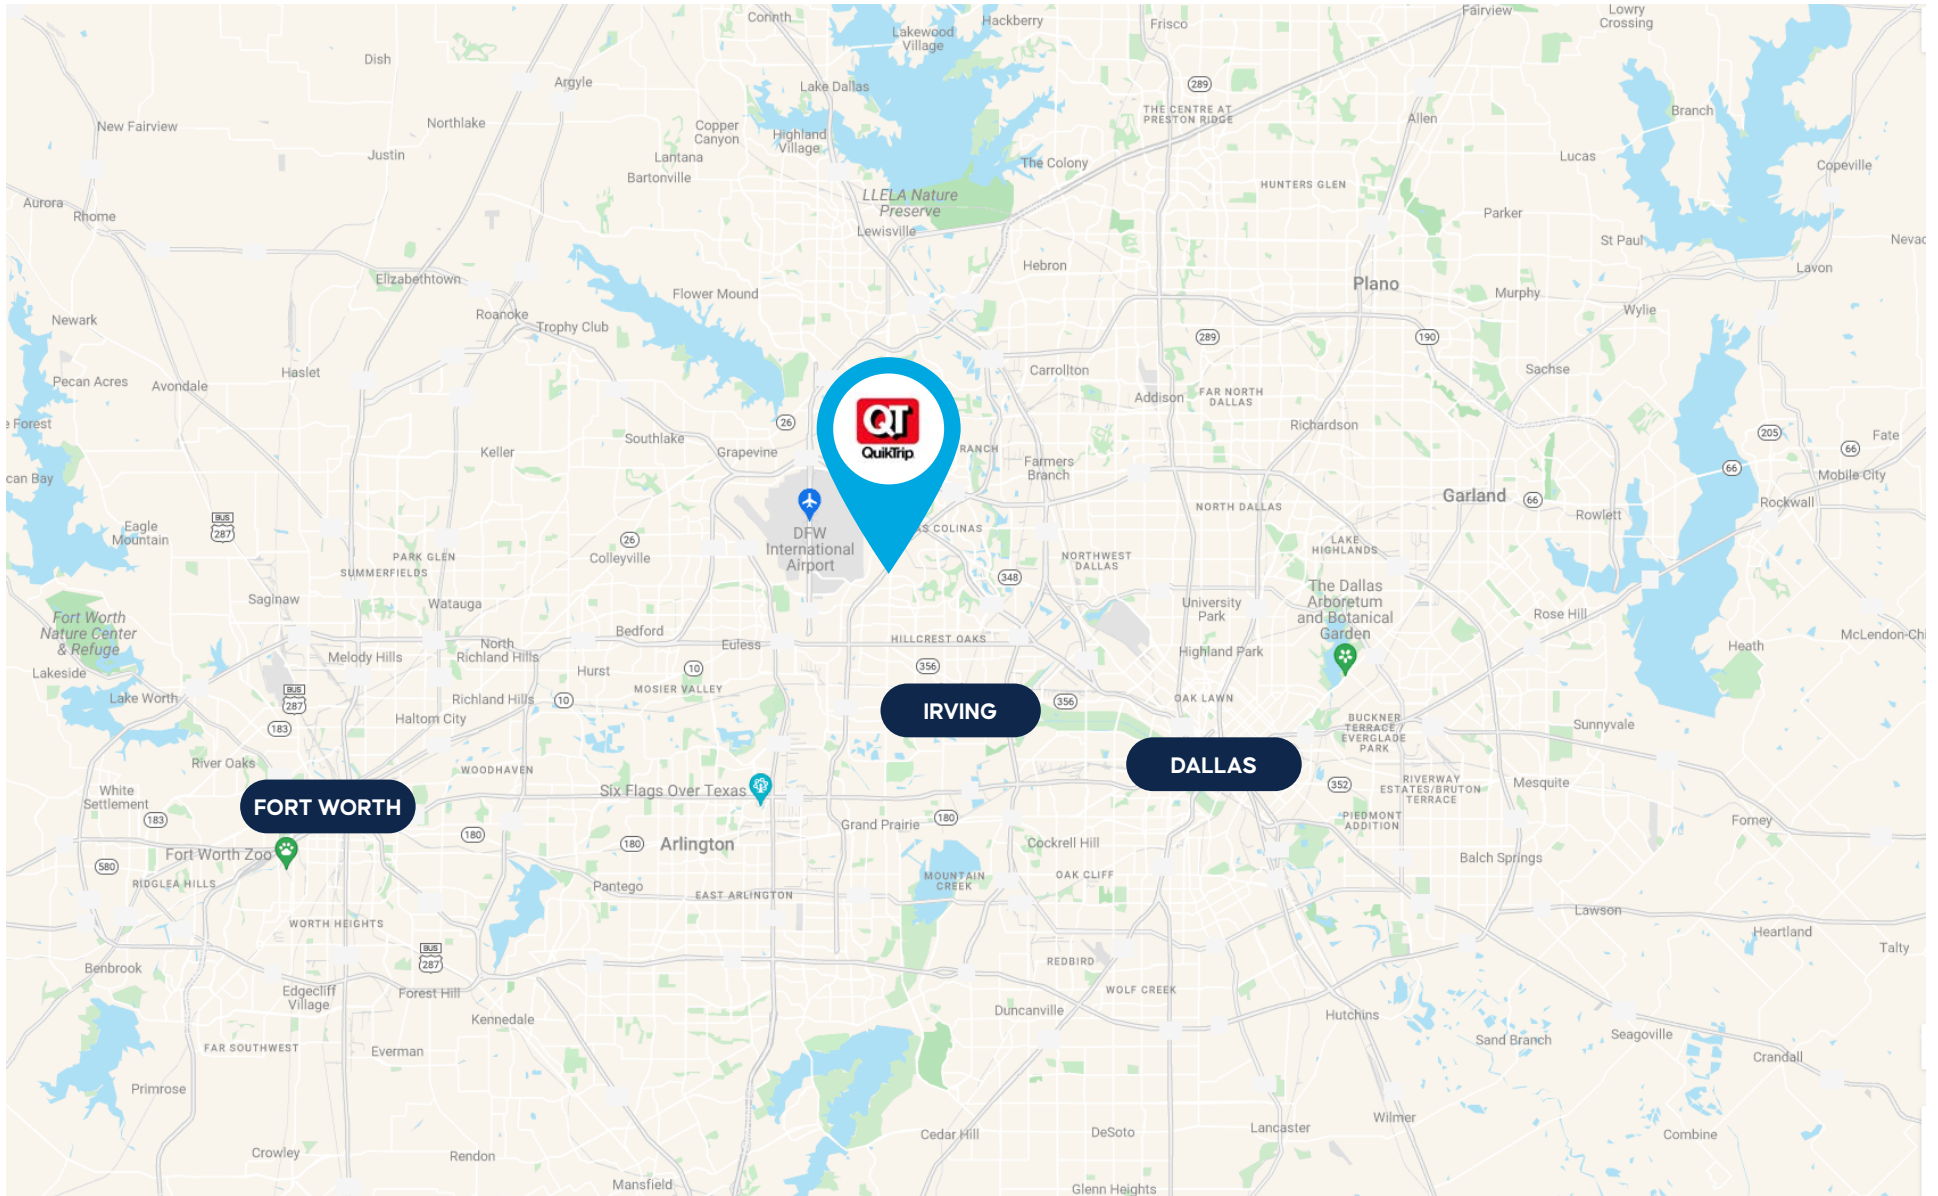 Corinth
Hackberry
Frisco
Fairview
Lowry
Crossing
Lakewood
Village
Dish
Argyle
Lake Dallas
289
THE CENTRE AT
PRESTON RIDGE
Allen
Branch
New Fairview
Northlake
Copper
Canyon
Highland
Village
Justin
Lantana
Bartonville
The Colony
Lucas
Copeville
HUNTERS GLEN
LLELA Nature
Preserve
Aurora
Rhome
Parker
Lewisville
St Paul
Nevac
Hebron
Lavon
Elizabethtown
Flower Mound
Plano
Murphy
Wylie
Newark
Roanoke
Trophy Club
289
190
Pecan Acres
Avondale
Haslet
Carrollton
Sachse
Addison
FAR NORTH
DALLAS
QT
QuikTrip
26
e Forest
Southlake
Richardson
205
Fate
66
Keller
Grapevine
RANCH
Farmers
Branch
66
Mobile City
can Bay
Garland
66
Rockwall
NORTH DALLAS
Rowlett
Eagle
Mountain
BUS
287
DFW
International
Airport
AS COLINAS
26
Colleyville
PARK GLEN
SUMMERFIELDS
NORTHWEST
DALLAS
LAKE
HIGHLANDS
348
The Dallas
Arboretum
and Botanical
Garden
Saginaw
Watauga
University
Park
Rose Hill
Fort Worth
Nature Center
& Refuge
Bedford
Euless
HILLCREST OAKS
McLendon-Chi
North
Richland Hills
Melody Hills
Highland Park
Heath
Lakeside
Hurst
10
356
MOSIER VALLEY
Lake Worth
BUS
287
Richland Hills
10
356
OAK LAWN
IRVING
Haltom City
183
BUCKNER
TERRACE /
EVERGLADE
PARK
Sunnyvale
River Oaks
WOODHAVEN
DALLAS
White
Settlement
FORT WORTH
Six Flags Over Texas
352
RIVERWAY
ESTATES/BRUTON
TERRACE
Mesquite
183
180
180
Arlington
Grand Prairie
180
PIEDMONT
ADDITION
Forney
Cockrell Hill
Fort Worth Zoo
580
Balch Springs
RIDGLEA HILLS
Pantego
EAST ARLINGTON
MOUNTAIN
CREEK
OAK CLIFF
WORTH HEIGHTS
Lawson
Heartland
BUS
287
Talty
Benbrook
REDBIRD
Edgecliff
Village
Forest Hill
WOLF CREEK
Kennedale
Duncanville
Hutchins
Sand Branch
Seagoville
FAR SOUTHWEST
Everman
Crandall
Primrose
Wilmer
Cedar Hill
DeSoto
Lancaster
Combine
Crowley
Rendon
Mansfield
Glenn Heights